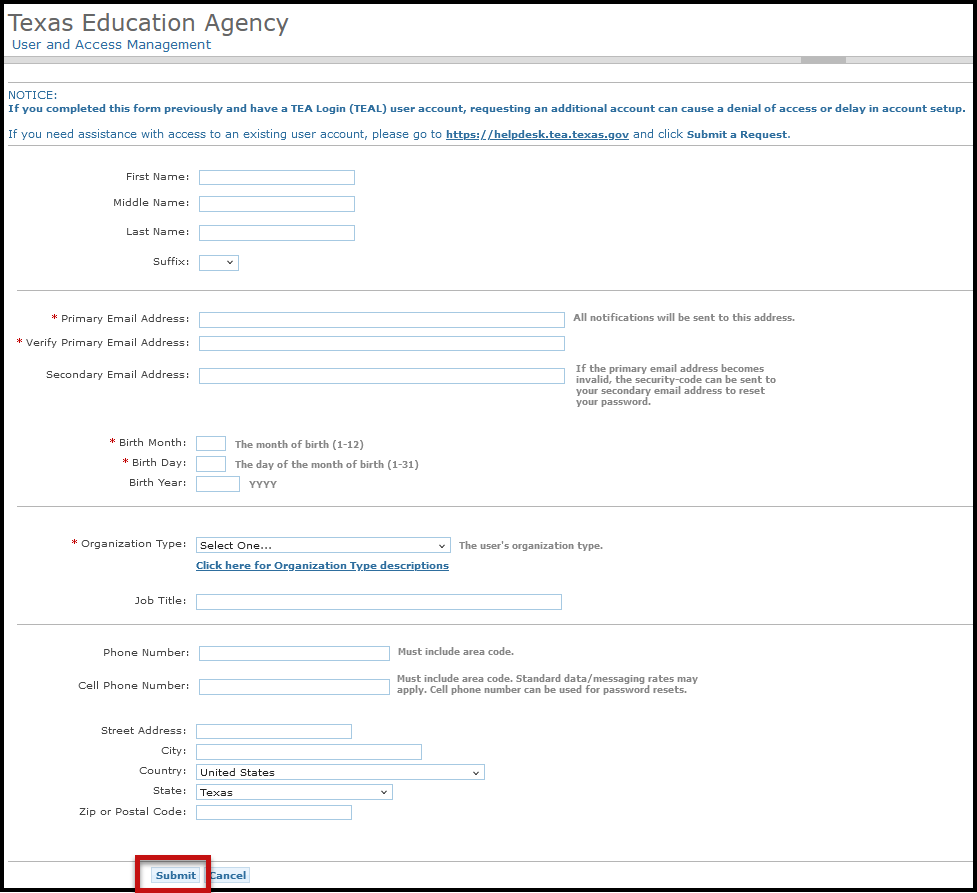 Texas Education Agency
User and Access Management
NOTICE:
If you completed this form previously and have a TEA Login (TEAL) user account, requesting an additional account can cause a denial of access or delay in account setup.
If you need assistance with access to an existing user account, please go to https://helpdesk.tea.texas.gov and click Submit a Request.
First Name:
Middle Name:
Last Name:
Suffix:
* Primary Email Address: All notifications will be sent to this address.
* Verify Primary Email Address:
Secondary Email Address: If the primary email address becomes
invalid, the security-code can be sent to
your secondary email address to reset
your password.
* Birth Month: The month of birth (1-12)
* Birth Day: The day of the month of birth (1-31)
Birth Year: YYYY
* Organization Type: Select One... The user's organization type.
Click here for Organization Type descriptions
Job Title:
Phone Number: Must include area code.
Cell Phone Number: Must include area code. Standard data/messaging rates may
apply. Cell phone number can be used for password resets.
Street Address:
City:
Country: United States
State: Texas
Zip or Postal Code:
Submit Cancel